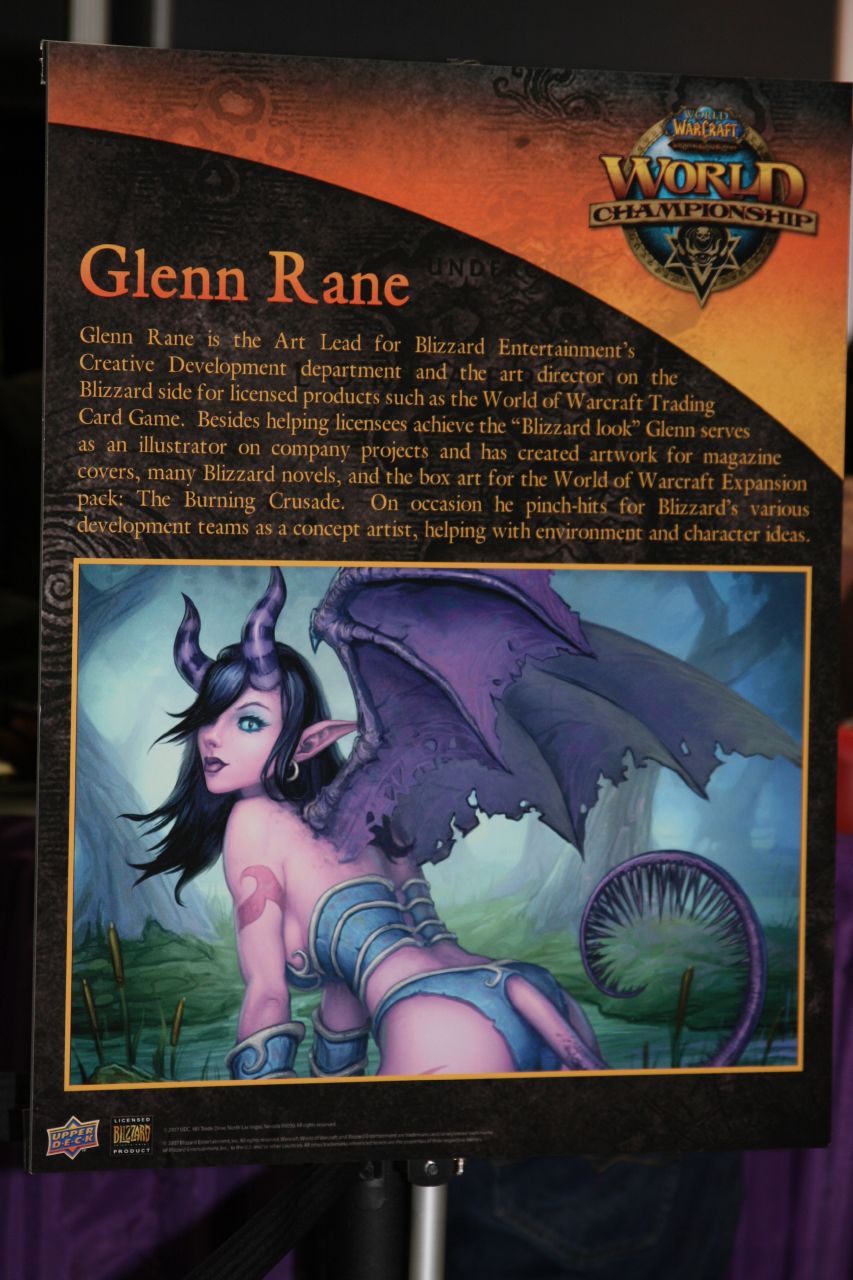 WORLD
WARCRAFT
WORLD
CHAMPIONSHIP
Glenn Rane
Glenn Rane is the Art Lead for Blizzard Entertainment's
Creative Development department and the art director on the
Blizzard side for licensed products such as the World of Warcraft Trading
Card Game. Besides helping licensees achieve the “Blizzard look” Glenn serves
as an illustrator on company projects and has created artwork for magazine
covers, many Blizzard novels, and the box art for the World of Warcraft Expansion
pack: The Burning Crusade. On occasion he pinch-hits for Blizzard's various
development teams as a concept artist, helping with environment and character ideas.
UPPER
DECK
LICENSED
BLIZZARD
ENTERTAINMENT
PRODUCT